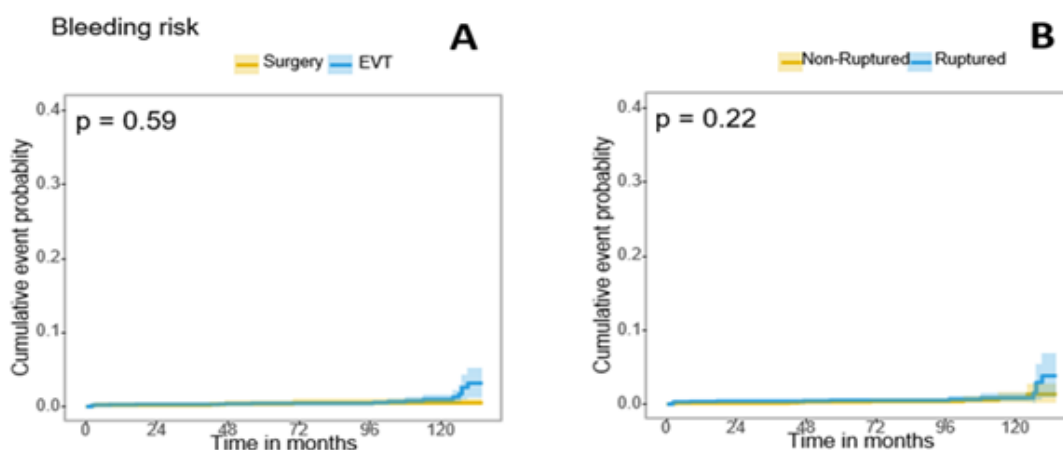 Bleeding risk
A
Surgery EVT
p = 0.59
Cumulative event probablity
0.4
0.3
0.2
0.1
0.0
0 24 48 72 96 120
Time in months
B
Non-Ruptured Ruptured
p = 0.22
Cumulative event probablity
0.4
0.3
0.2
0.1
0.0
0 24 48 72 96 120
Time in months